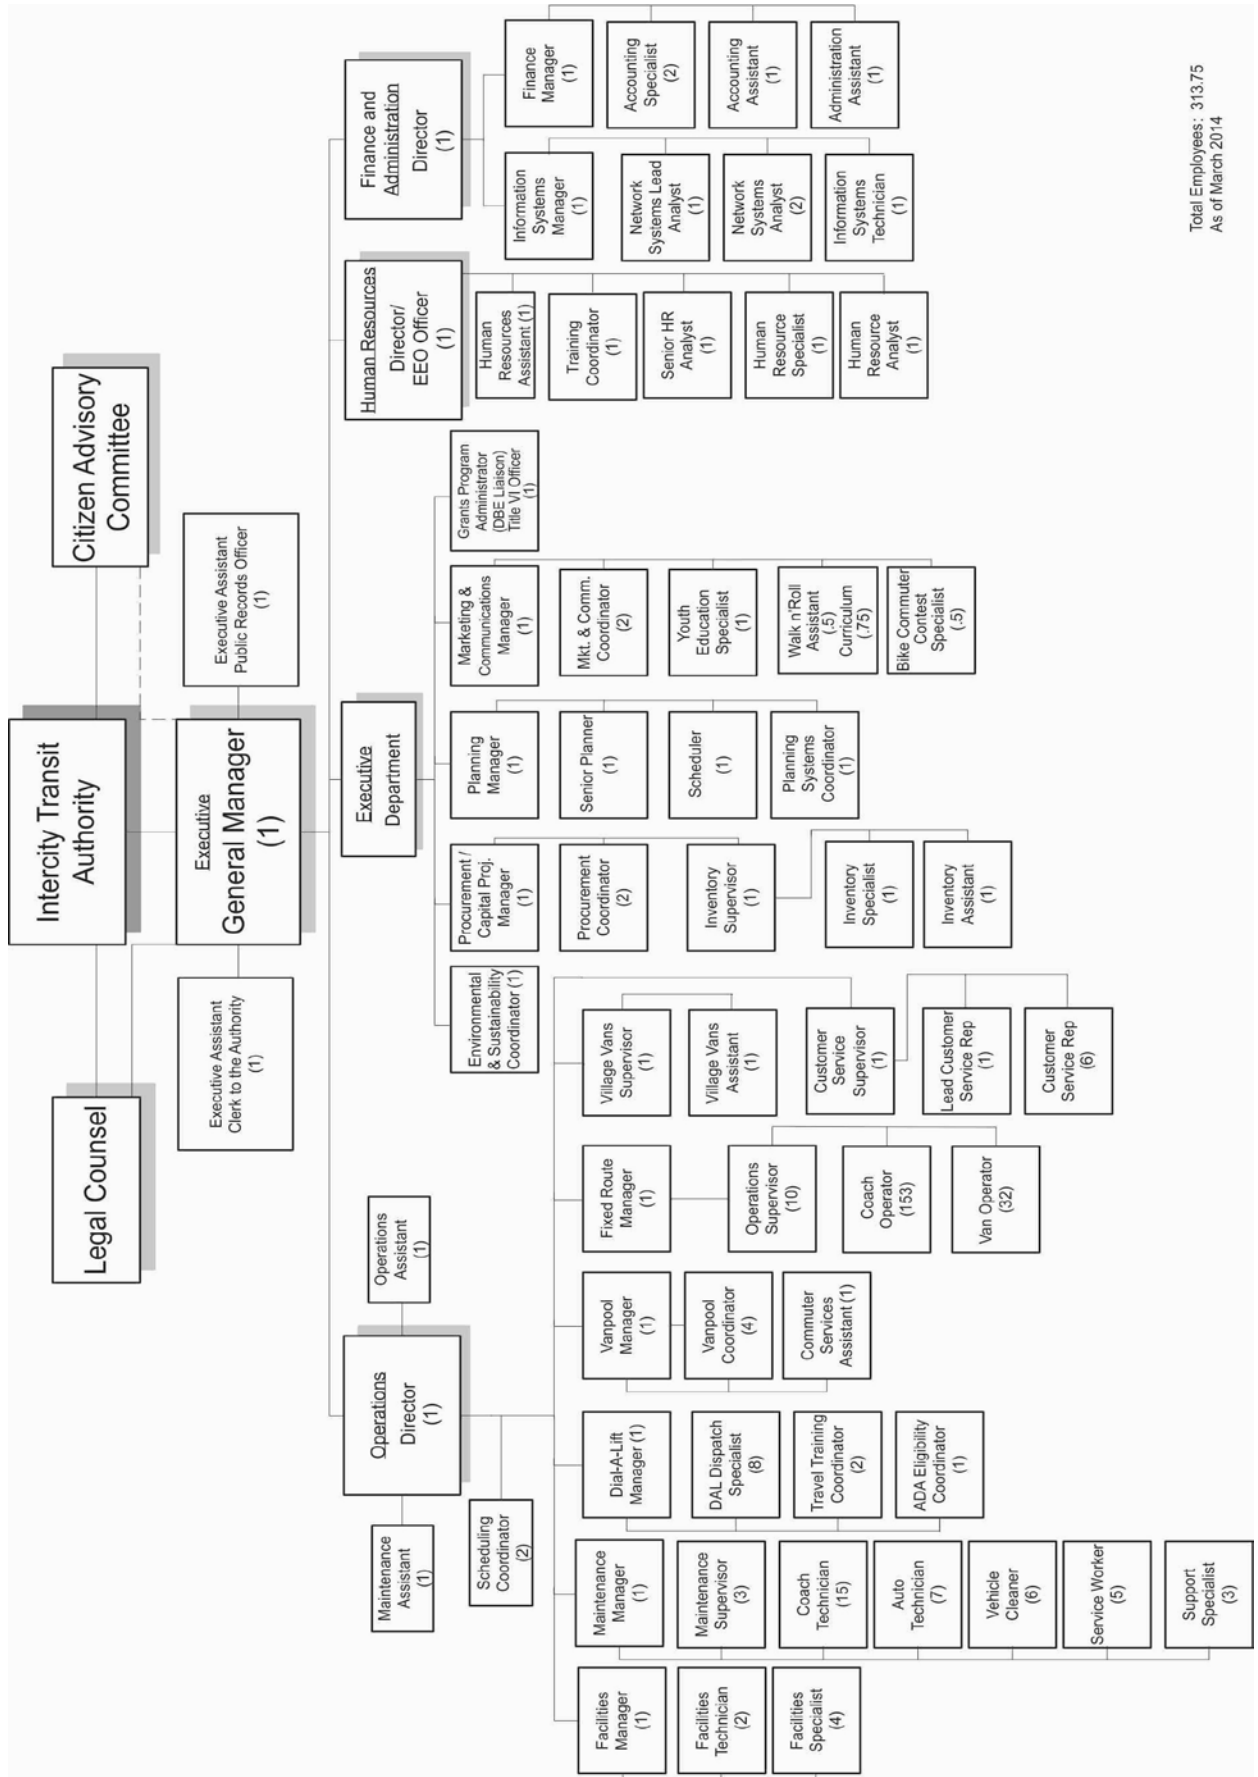 Intercity Transit
Authority
Legal Counsel
Citizen Advisory
Committee
Executive
General Manager
(1)
Executive Assistant
Clerk to the Authority
(1)
Executive Assistant
Public Records Officer
(1)
Operations
Director
(1)
Maintenance
Assistant
(1)
Operations
Assistant
(1)
Scheduling
Coordinator
(2)
Executive
Department
Human Resources
Director/
EEO Officer
(1)
Finance and
Administration
Director
(1)
Facilities
Manager
(1)
Facilities
Technician
(2)
Facilities
Specialist
(4)
Maintenance
Manager
(1)
Maintenance
Supervisor
(3)
Coach
Technician
(15)
Auto
Technician
(7)
Vehicle
Cleaner
(6)
Service Worker
(5)
Support
Specialist
(3)
Dial-A-Lift
Manager (1)
DAL Dispatch
Specialist
(8)
Travel Training
Coordinator
(2)
ADA Eligibility
Coordinator
(1)
Vanpool
Manager
(1)
Vanpool
Coordinator
(4)
Commuter
Services
Assistant (1)
Fixed Route
Manager
(1)
Operations
Supervisor
(10)
Coach
Operator
(153)
Van Operator
(32)
Village Vans
Supervisor
(1)
Village Vans
Assistant
(1)
Customer
Service
Supervisor
(1)
Lead Customer
Service Rep
(1)
Customer
Service Rep
(6)
Environmental
& Sustainability
Coordinator (1)
Procurement /
Capital Proj.
Manager
(1)
Procurement
Coordinator
(2)
Inventory
Supervisor
(1)
Inventory
Specialist
(1)
Inventory
Assistant
(1)
Planning
Manager
(1)
Senior Planner
(1)
Scheduler
(1)
Planning
Systems
Coordinator
(1)
Marketing &
Communications
Manager
(1)
Mkt. & Comm.
Coordinator
(2)
Youth
Education
Specialist
(1)
Walk n'Roll
Assistant
(.5)
Curriculum
(.75)
Bike Commuter
Contest
Specialist
(.5)
Grants Program
Administrator
(DBE Liaison)
Title VI Officer
(1)
Human
Resources
Assistant (1)
Training
Coordinator
(1)
Senior HR
Analyst
(1)
Human
Resource
Specialist
(1)
Human
Resource
Analyst
(1)
Information
Systems
Manager
(1)
Network
Systems Lead
Analyst
(1)
Network
Systems
Analyst
(2)
Information
Systems
Technician
(1)
Finance
Manager
(1)
Accounting
Specialist
(2)
Accounting
Assistant
(1)
Administration
Assistant
(1)
Total Employees: 313.75
As of March 2014